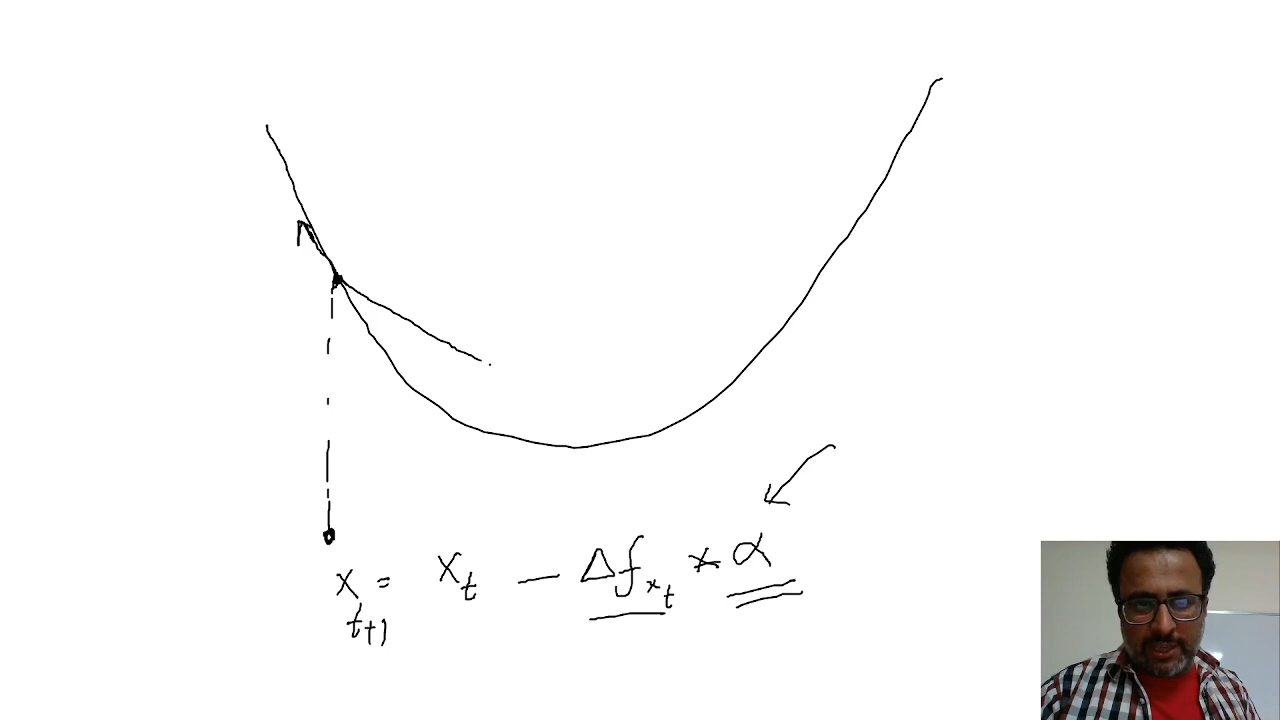 x_{t+1} = x_t - Δf_{x_t} * α